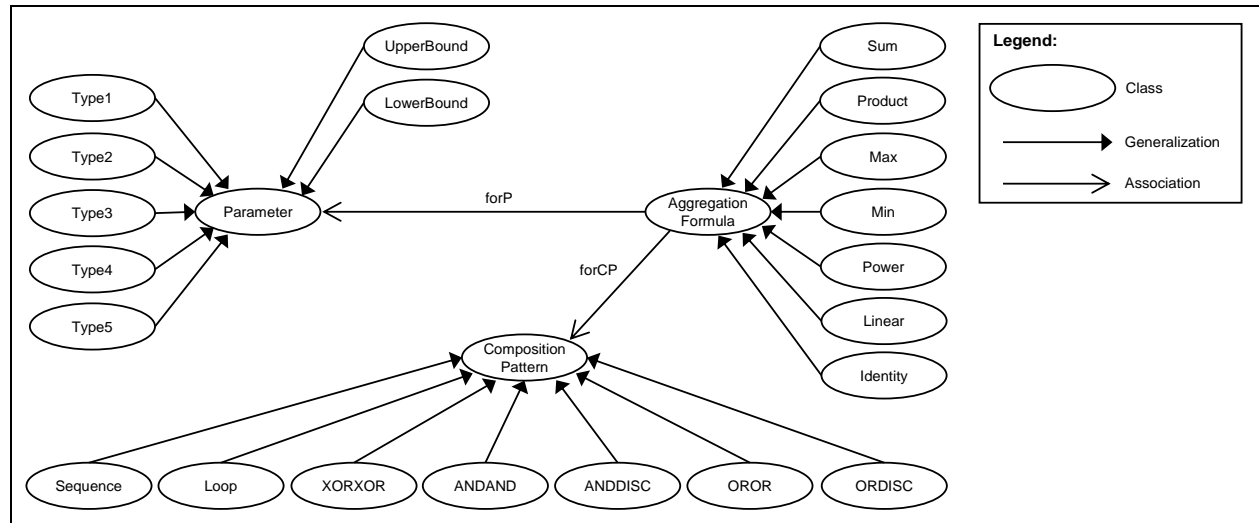 UpperBound
Sum
Legend:
Type1
LowerBound
Product
Class
Type2
Max
Generalization
Type3
Parameter
forP
Aggregation
Formula
Min
Association
Type4
forCP
Power
Type5
Linear
Composition
Pattern
Identity
Sequence
Loop
XORXOR
ANDAND
ANDDISC
OROR
ORDISC